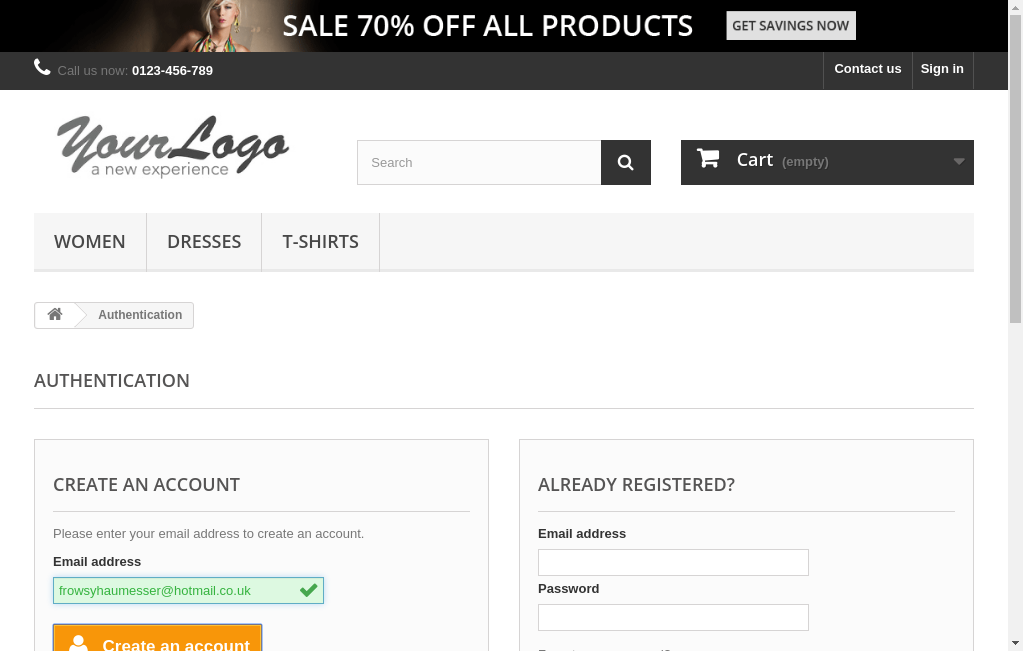 SALE 70% OFF ALL PRODUCTS GET SAVINGS NOW
Call us now: 0123-456-789 Contact us Sign in
YourLogo
a new experience
Search
Cart (empty)
WOMEN DRESSES T-SHIRTS
Authentication
AUTHENTICATION
CREATE AN ACCOUNT
Please enter your email address to create an account.
Email address
frowsyhaumesser@hotmail.co.uk
Create an account
ALREADY REGISTERED?
Email address
Password